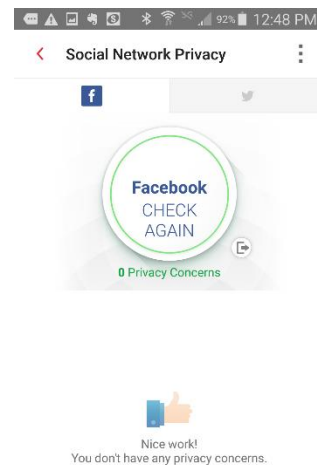 92% 12:48 PM
Social Network Privacy
f
Facebook
CHECK
AGAIN
0 Privacy Concerns
Nice work!
You don't have any privacy concerns.